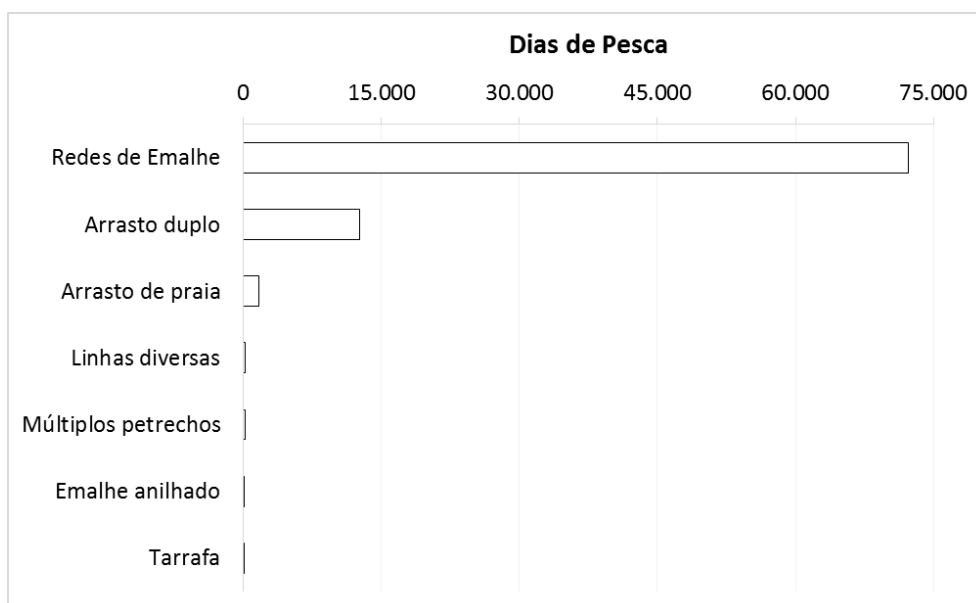 Dias de Pesca
0 15.000 30.000 45.000 60.000 75.000
Redes de Emalhe
Arrasto duplo
Arrasto de praia
Linhas diversas
Múltiplos petrechos
Emalhe anilhado
Tarrafa